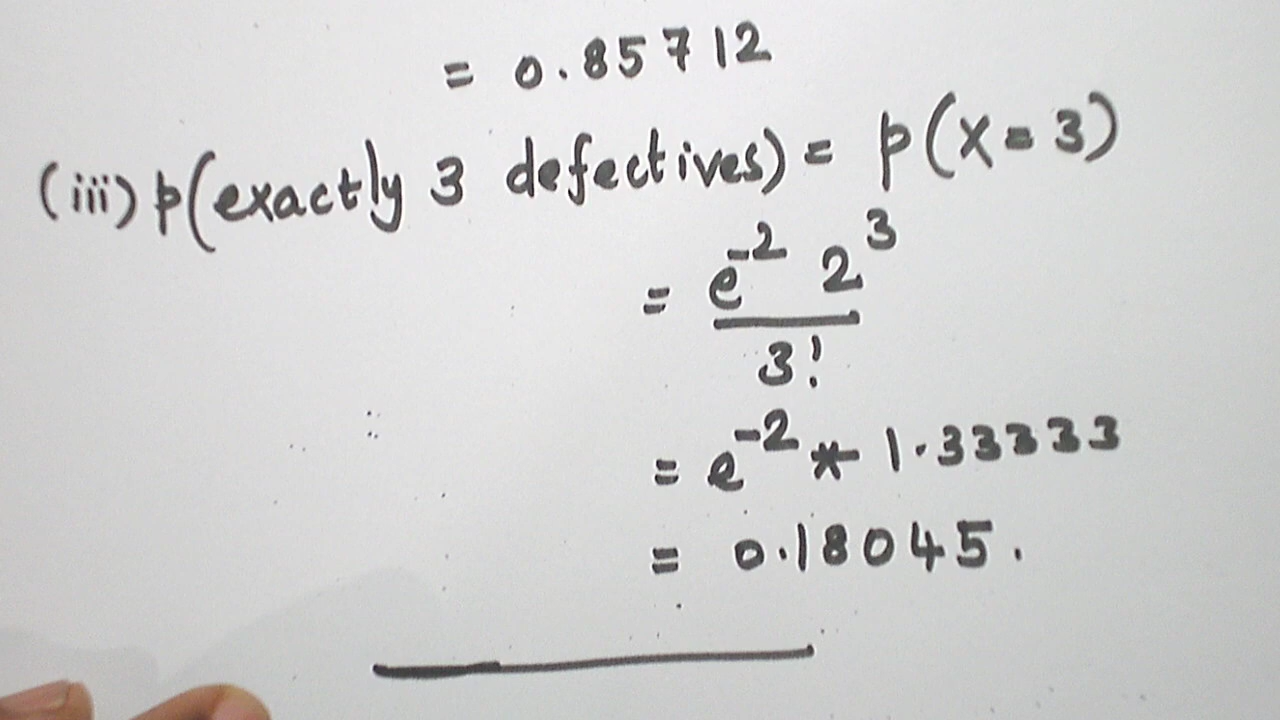 = 0.85712
(iii) p(exactly 3 defectives) = p(x = 3)
= e^-2 2^3
3!
= e^-2 * 1.33333
= 0.18045.